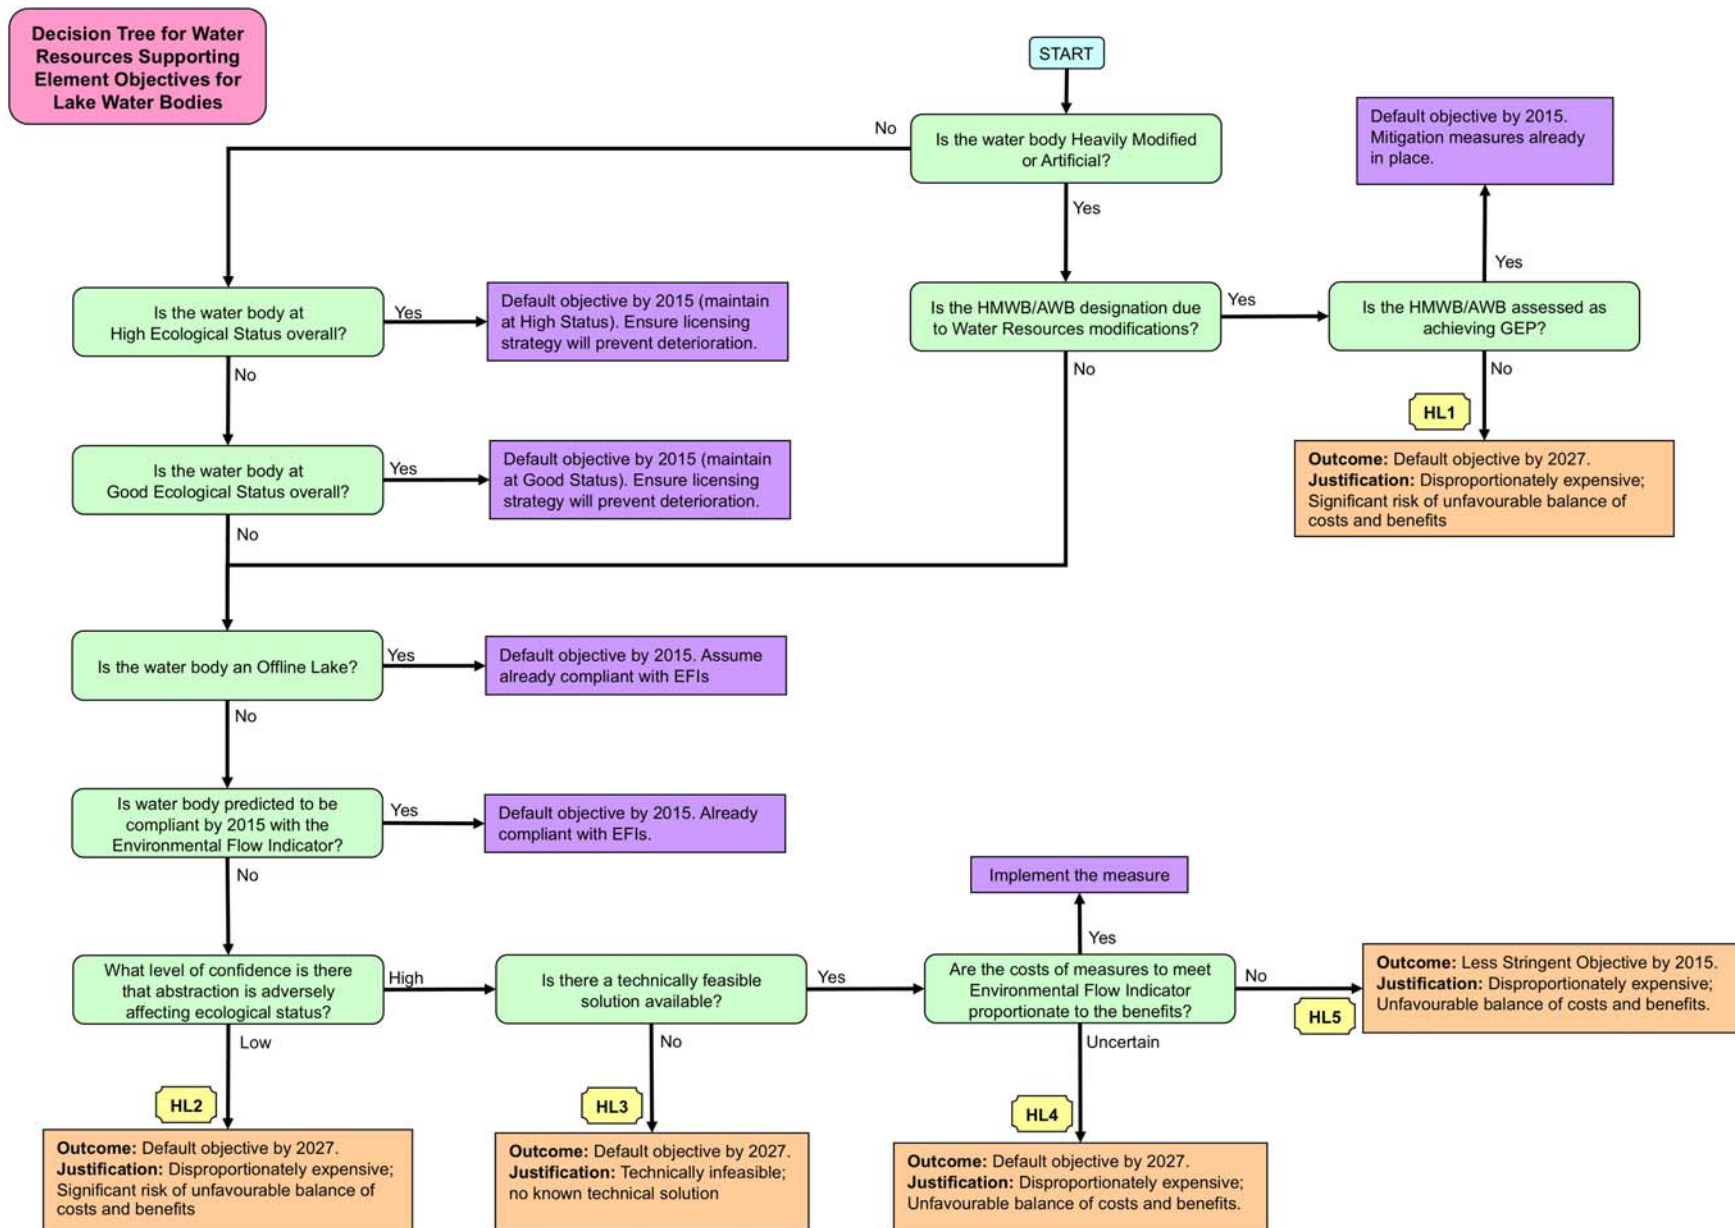 Decision Tree for Water
Resources Supporting
Element Objectives for
Lake Water Bodies
START
Is the water body Heavily Modified
or Artificial?
No
Yes
Default objective by 2015.
Mitigation measures already
in place.
Yes
Is the water body at
High Ecological Status overall?
Yes
Default objective by 2015 (maintain
at High Status). Ensure licensing
strategy will prevent deterioration.
Is the HMWB/AWB designation due
to Water Resources modifications?
Yes
Is the HMWB/AWB assessed as
achieving GEP?
No
No
No
HL1
Outcome: Default objective by 2027.
Justification: Disproportionately expensive;
Significant risk of unfavourable balance of
costs and benefits
Is the water body at
Good Ecological Status overall?
Yes
Default objective by 2015 (maintain
at Good Status). Ensure licensing
strategy will prevent deterioration.
No
Is the water body an Offline Lake?
Yes
Default objective by 2015. Assume
already compliant with EFIs
No
Is water body predicted to be
compliant by 2015 with the
Environmental Flow Indicator?
Yes
Default objective by 2015. Already
compliant with EFIs.
No
Implement the measure
Yes
What level of confidence is there
that abstraction is adversely
affecting ecological status?
High
Is there a technically feasible
solution available?
Yes
Are the costs of measures to meet
Environmental Flow Indicator
proportionate to the benefits?
No
HL5
Outcome: Less Stringent Objective by 2015.
Justification: Disproportionately expensive;
Unfavourable balance of costs and benefits.
Low
No
Uncertain
HL2
HL3
HL4
Outcome: Default objective by 2027.
Justification: Disproportionately expensive;
Significant risk of unfavourable balance of
costs and benefits
Outcome: Default objective by 2027.
Justification: Technically infeasible;
no known technical solution
Outcome: Default objective by 2027.
Justification: Disproportionately expensive;
Unfavourable balance of costs and benefits.